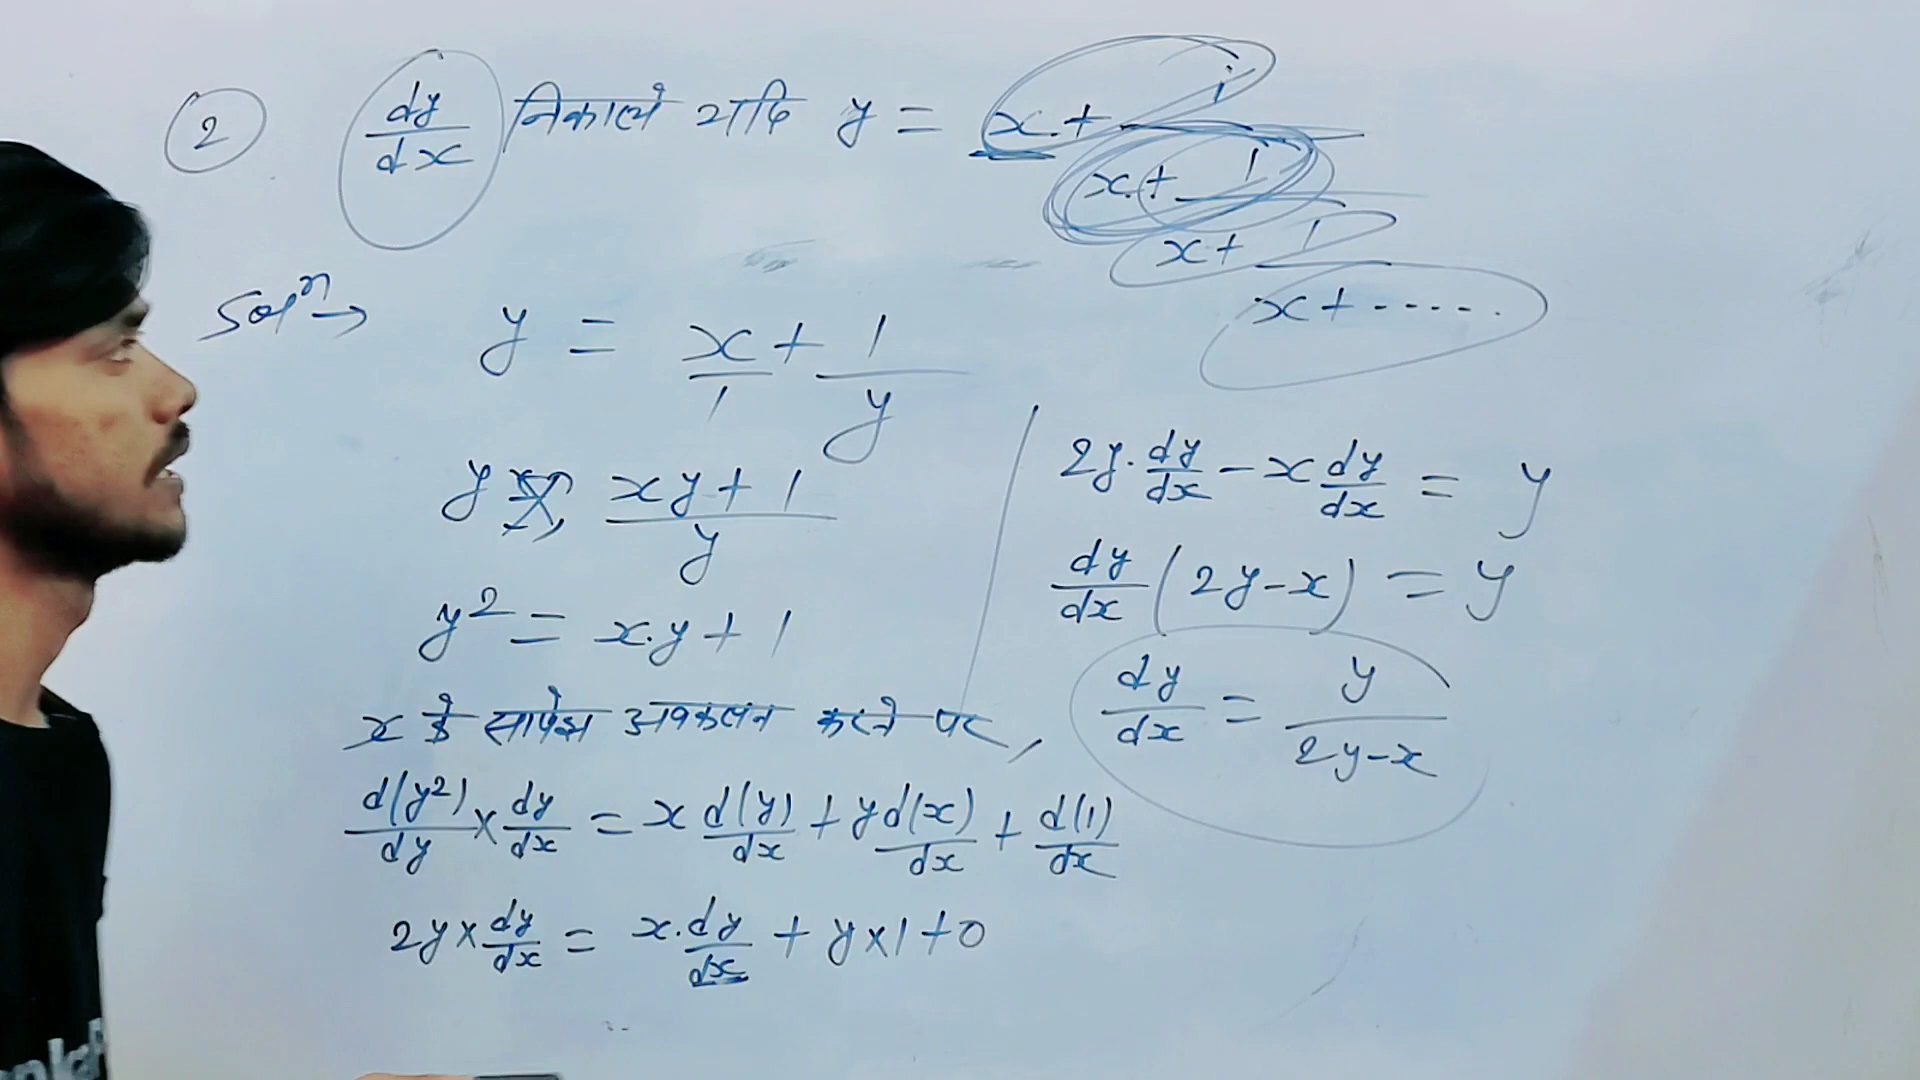 2 dy/dx निकालो यदि y = x + 1
x + 1
x + 1
x + -----
Solⁿ →
y = x/1 + 1/y
y = (xy + 1)/y
y² = x.y + 1
x के सापेक्ष अवकलन करने पर,
d(y²)/dy × dy/dx = x d(y)/dx + y d(x)/dx + d(1)/dx
2y × dy/dx = x. dy/dx + y × 1 + 0
2y. dy/dx - x dy/dx = y
dy/dx (2y - x) = y
dy/dx = y/(2y - x)